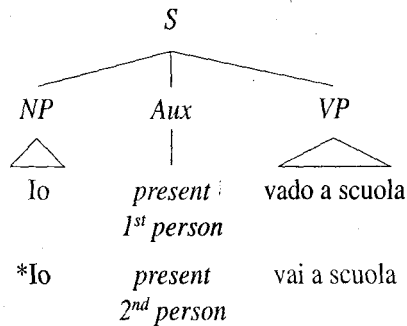 S
NP Aux VP
Io present vado a scuola
1st person
*Io present vai a scuola
2nd person